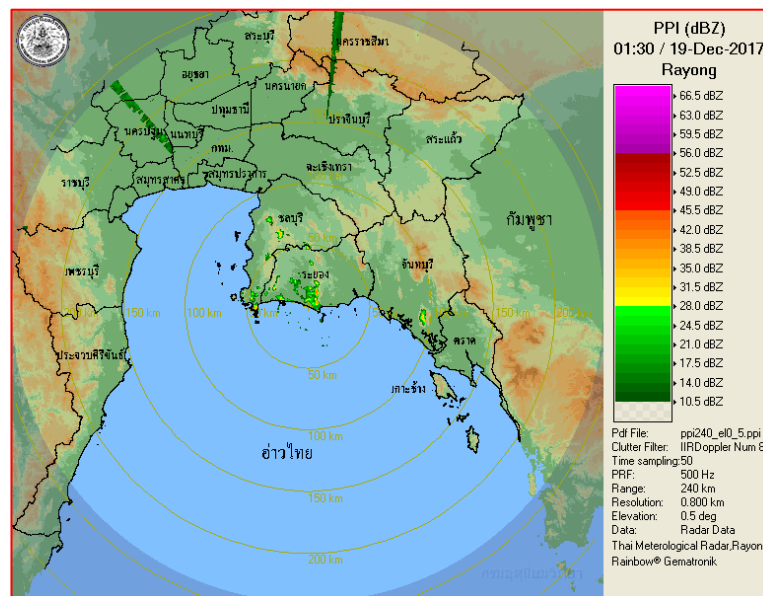 PPI (dBZ)
01:30 / 19-Dec-2017
Rayong
66.5 dBZ
63.0 dBZ
59.5 dBZ
56.0 dBZ
52.5 dBZ
49.0 dBZ
45.5 dBZ
42.0 dBZ
38.5 dBZ
35.0 dBZ
31.5 dBZ
28.0 dBZ
24.5 dBZ
21.0 dBZ
17.5 dBZ
14.0 dBZ
10.5 dBZ
Pdf File: ppi240_el0_5.ppi
Clutter Filter: IIRDoppler Num 8
Time sampling:50
PRF: 500 Hz
Range: 240 km
Resolution: 0.800 km
Elevation: 0.5 deg
Data: Radar Data
Thai Meterological Radar,Rayon
Rainbow® Gematronik
สระบุรี
นครราชสีมา
อยุธยา
นครนายก
ปทุมธานี
ปราจีนบุรี
นครปฐม
นนทบุรี
กทม.
สระแก้ว
ฉะเชิงเทรา
ราชบุรี
สมุทรสาคร
สมุทรปราการ
กัมพูชา
ชลบุรี
เพชรบุรี
ระยอง
จันทบุรี
ตราด
ประจวบคีรีขันธ์
เกาะช้าง
อ่าวไทย
150 km
100 km
150 km
200 km
50 km
100 km
150 km
200 km
กรมอุตุนิยมวิทยา